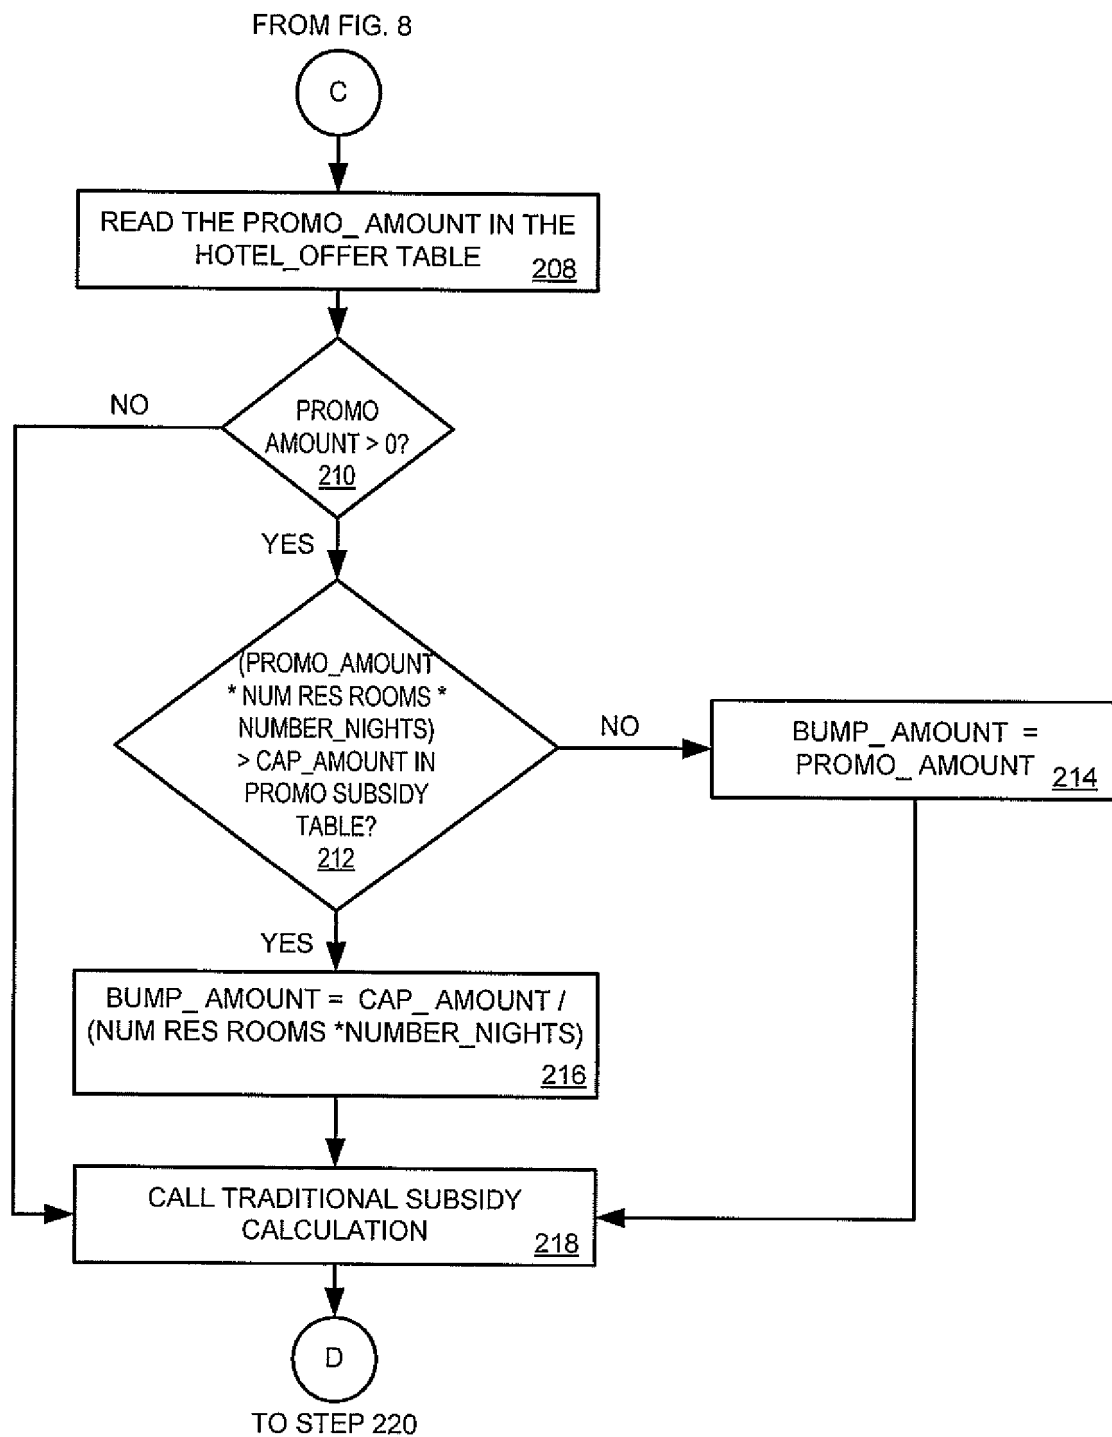 FROM FIG. 8
C
READ THE PROMO_ AMOUNT IN THE
HOTEL_OFFER TABLE
208
NO
PROMO
AMOUNT > 0?
210
YES
(PROMO_AMOUNT
* NUM RES ROOMS *
NUMBER_NIGHTS)
> CAP_AMOUNT IN
PROMO SUBSIDY
TABLE?
212
NO
BUMP_ AMOUNT =
PROMO_ AMOUNT
214
YES
BUMP_ AMOUNT = CAP_ AMOUNT /
(NUM RES ROOMS *NUMBER_NIGHTS)
216
CALL TRADITIONAL SUBSIDY
CALCULATION
218
D
TO STEP 220